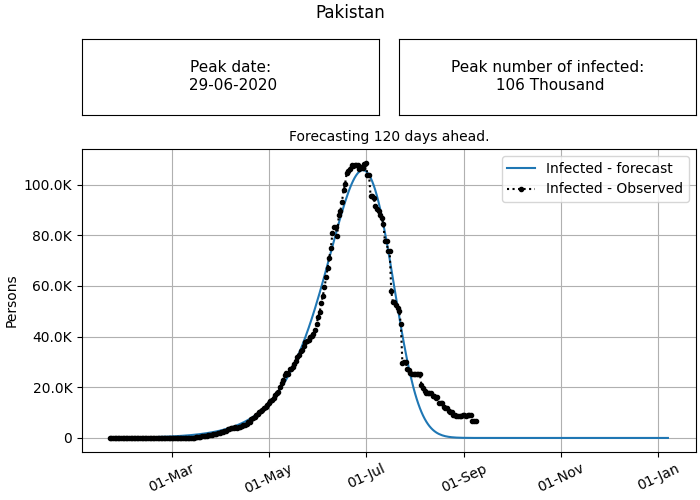 Pakistan
Peak date:
29-06-2020
Peak number of infected:
106 Thousand
Forecasting 120 days ahead.
Infected - forecast
Infected - Observed
100.0K
80.0K
60.0K
40.0K
20.0K
0
Persons
01-Mar
01-May
01-Jul
01-Sep
01-Nov
01-Jan